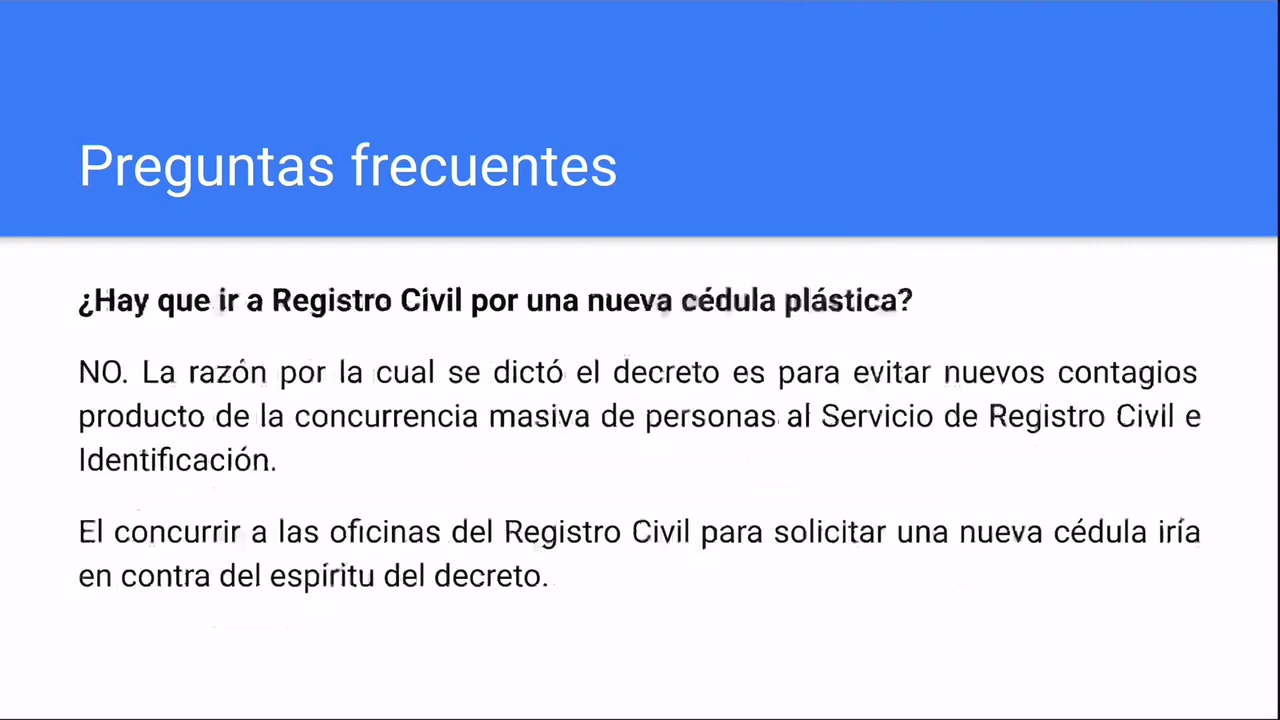 Preguntas frecuentes
¿Hay que ir a Registro Civil por una nueva cédula plástica?
NO. La razón por la cual se dictó el decreto es para evitar nuevos contagios
producto de la concurrencia masiva de personas al Servicio de Registro Civil e
Identificación.
El concurrir a las oficinas del Registro Civil para solicitar una nueva cédula iría
en contra del espíritu del decreto.